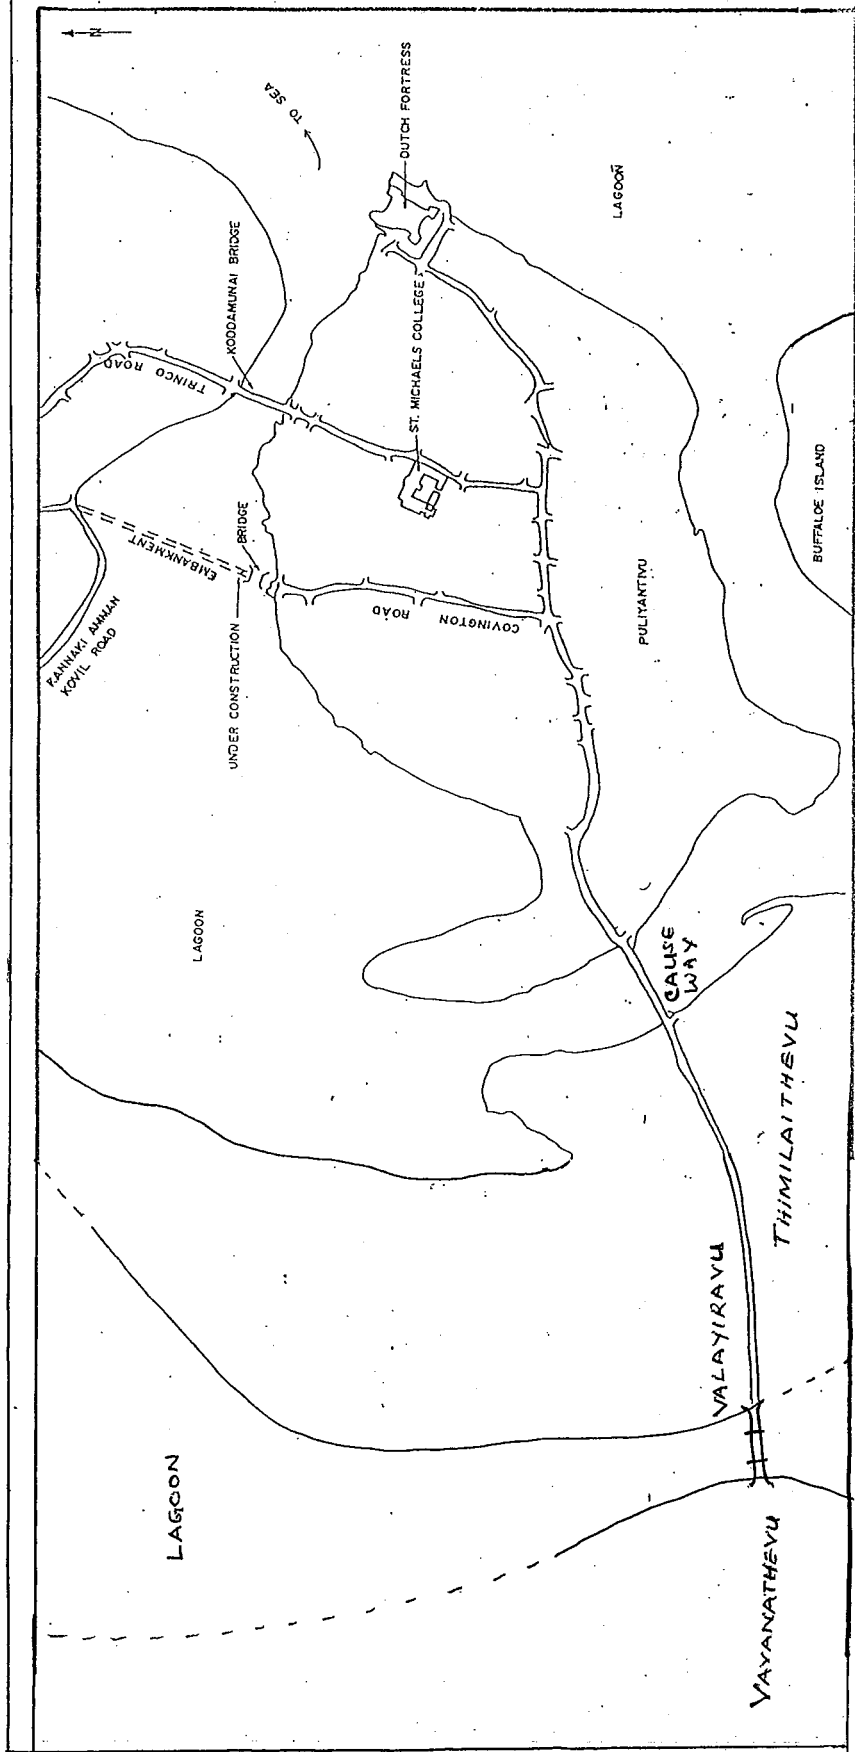 N
TO SEA
DUTCH FORTRESS
LAGOON
KODDAMUNAI BRIDGE
TRINCO ROAD
ST. MICHAELS COLLEGE
BUFFALOE ISLAND
BRIDGE
EMBANKMENT
UNDER CONSTRUCTION
COVINGTON ROAD
PULIYANTIVU
KANNAKI AMMAN
KOVIL ROAD
LAGOON
CAUSE
WAY
THIMILAITHEVU
VALAYIRAVU
LAGOON
VAVANATHEVU